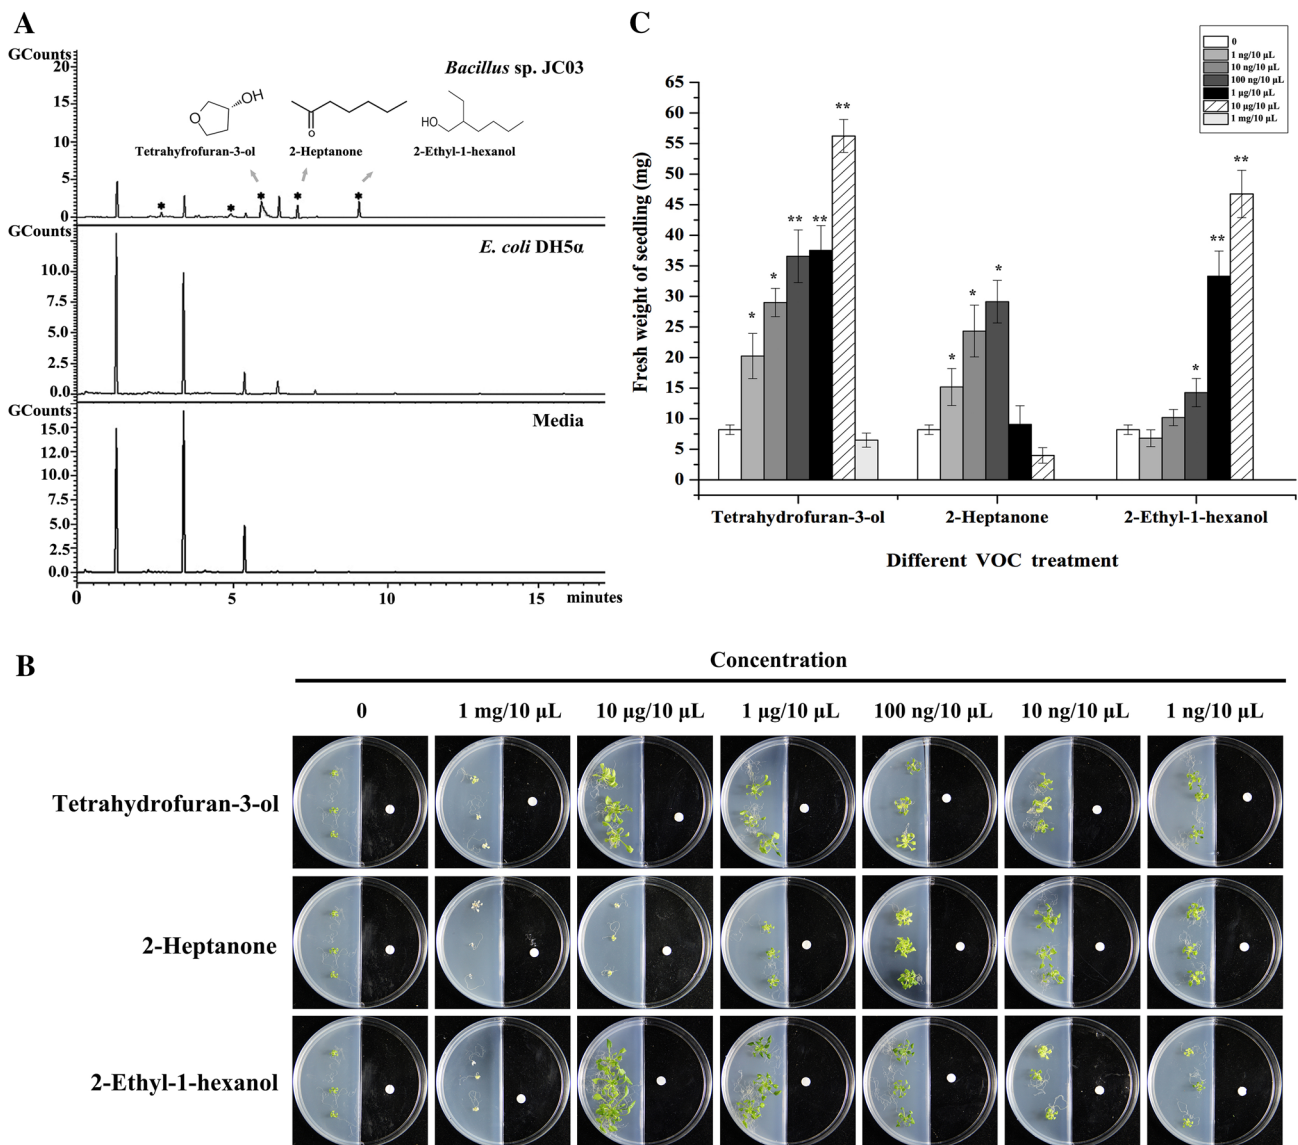 A
GCounts
20
15
10
5
0
Bacillus sp. JC03
OH
O
O
HO
Tetrahyfrofuran-3-ol
2-Heptanone
2-Ethyl-1-hexanol
* * * * *
GCounts
10.0
7.5
5.0
2.5
0.0
E. coli DH5α
GCounts
15.0
12.5
10.0
7.5
5.0
2.5
0.0
Media
0 5 10 15 minutes
C
0
1 ng/10 μL
10 ng/10 μL
100 ng/10 μL
1 μg/10 μL
10 μg/10 μL
1 mg/10 μL
Fresh weight of seedling (mg)
65
60
55
50
45
40
35
30
25
20
15
10
5
0
* * ** ** **
* * *
* ** **
Tetrahydrofuran-3-ol 2-Heptanone 2-Ethyl-1-hexanol
Different VOC treatment
B
Concentration
0 1 mg/10 μL 10 μg/10 μL 1 μg/10 μL 100 ng/10 μL 10 ng/10 μL 1 ng/10 μL
Tetrahydrofuran-3-ol
2-Heptanone
2-Ethyl-1-hexanol